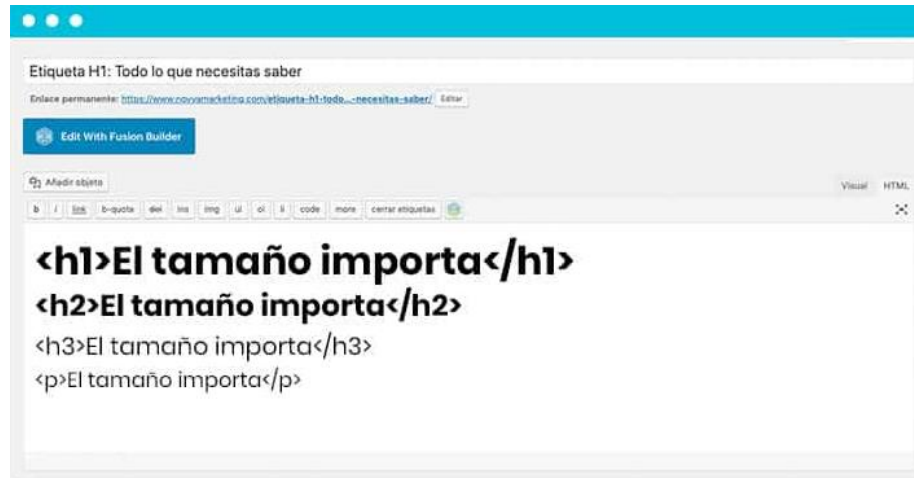 Etiqueta H1: Todo lo que necesitas saber
Enlace permanente: https://www.novyamarketing.com/etiqueta-h1-todo...-necesitas-saber/ Editar
Edit With Fusion Builder
Añadir objeto
Visual HTML
b i link b-quote del ins img ul ol li code more cerrar etiquetas
<h1>El tamaño importa</h1>
<h2>El tamaño importa</h2>
<h3>El tamaño importa</h3>
<p>El tamaño importa</p>